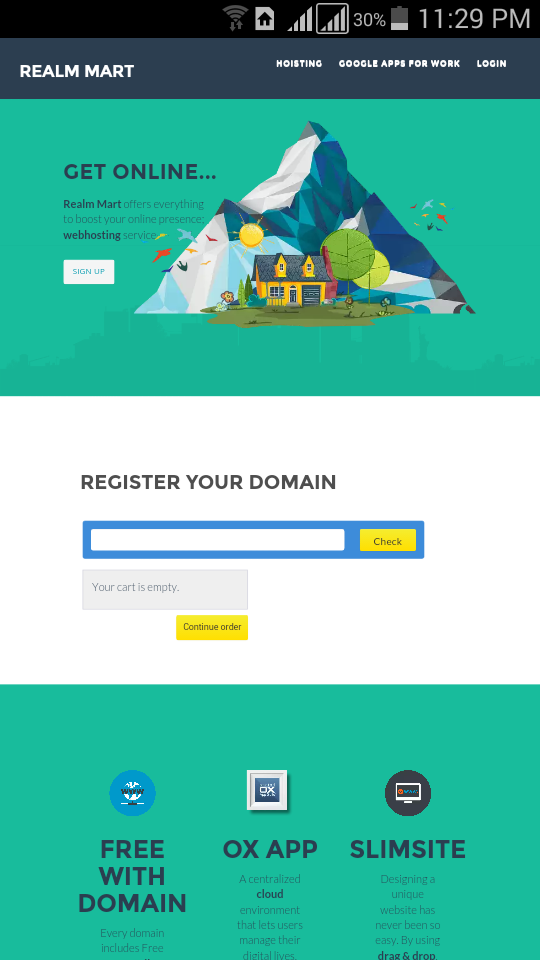 30% 11:29 PM
REALM MART
HOISTING GOOGLE APPS FOR WORK LOGIN
GET ONLINE...
Realm Mart offers everything
to boost your online presence:
webhosting service
SIGN UP
REGISTER YOUR DOMAIN
Check
Your cart is empty.
Continue order
OX
FREE
WITH
DOMAIN
Every domain
includes Free
OX APP
A centralized
cloud
environment
that lets users
manage their
digital lives.
SLIMSITE
Designing a
unique
website has
never been so
easy. By using
drag & drop,